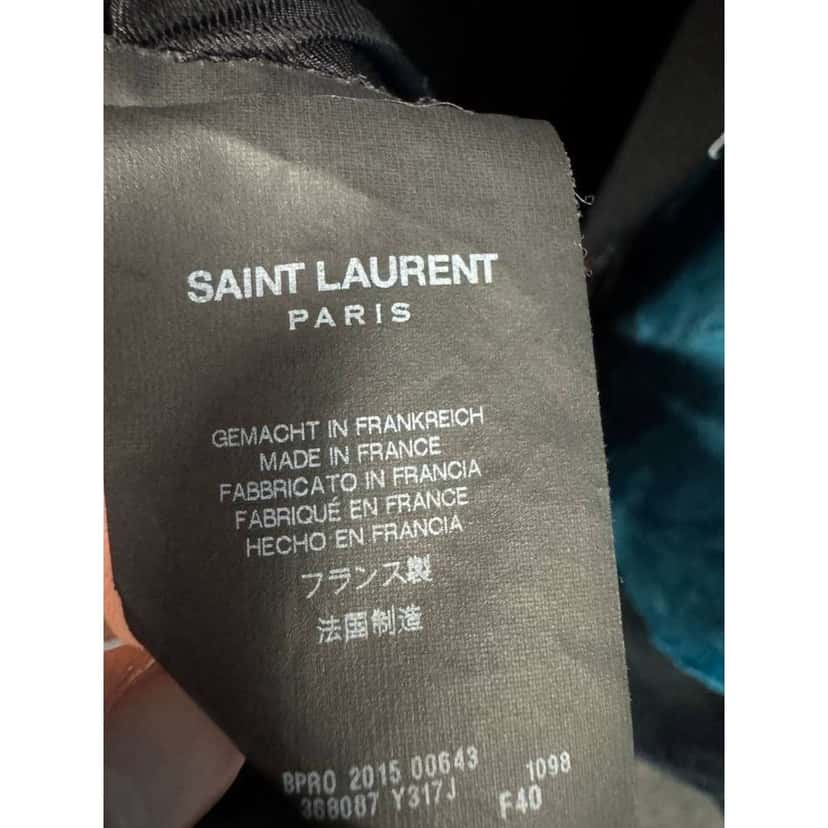 SAINT LAURENT
PARIS
GEMACHT IN FRANKREICH
MADE IN FRANCE
FABBRICATO IN FRANCIA
FABRIQUÉ EN FRANCE
HECHO EN FRANCIA
フランス製
法国制造
BPRO 2015 00643 1098
368087 Y317J F40